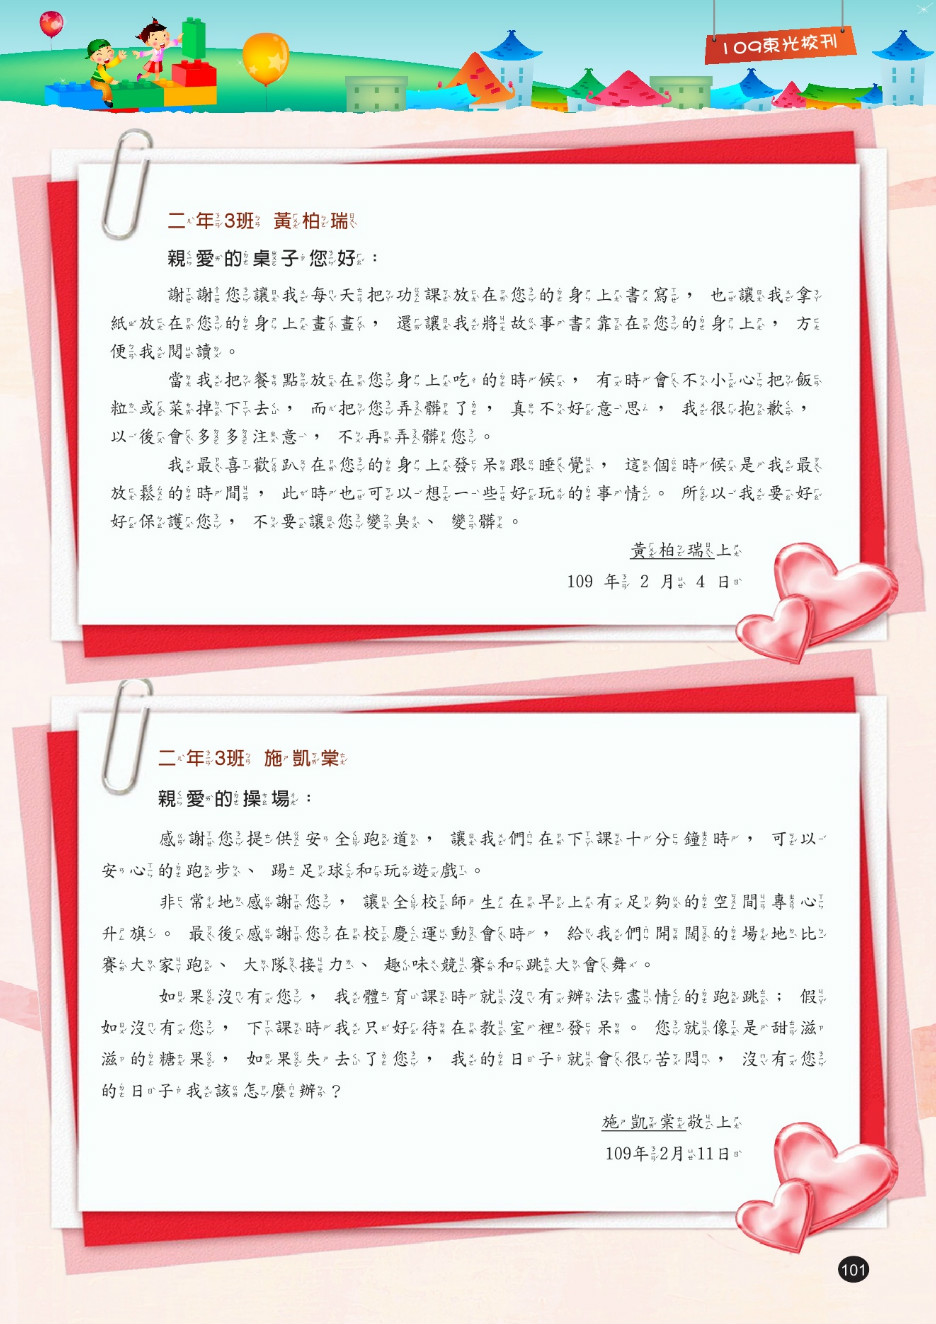 109東光校刊
二年3班 黃柏瑞
親愛的桌子您好：
謝謝您讓我每天把功課放在您的身上書寫，也讓我拿
紙放在您的身上畫畫，還讓我將故事書靠在您的身上，方
便我閱讀。
當我把餐點放在您身上吃的時候，有時會不小心把飯
粒或菜掉下去，而把您弄髒了，真不好意思，我很抱歉，
以後會多多注意，不再弄髒您。
我最喜歡趴在您的身上發呆跟睡覺，這個時候是我最
放鬆的時間，此時也可以想一些好玩的事情。所以我要好
好保護您，不要讓您變臭、變髒。
黃柏瑞上
109 年 2 月 4 日
二年3班 施凱棠
親愛的操場：
感謝您提供安全跑道，讓我們在下課十分鐘時，可以
安心的跑步、踢足球和玩遊戲。
非常地感謝您，讓全校師生在早上有足夠的空間專心
升旗。最後感謝您在校慶運動會時，給我們開闊的場地比
賽大家跑、大隊接力、趣味競賽和跳大會舞。
如果沒有您，我體育課時就沒有辦法盡情的跑跳；假
如沒有您，下課時我只好待在教室裡發呆。您就像是甜滋
滋的糖果，如果失去了您，我的日子就會很苦悶，沒有您
的日子我該怎麼辦？
施凱棠敬上
109年2月11日
101